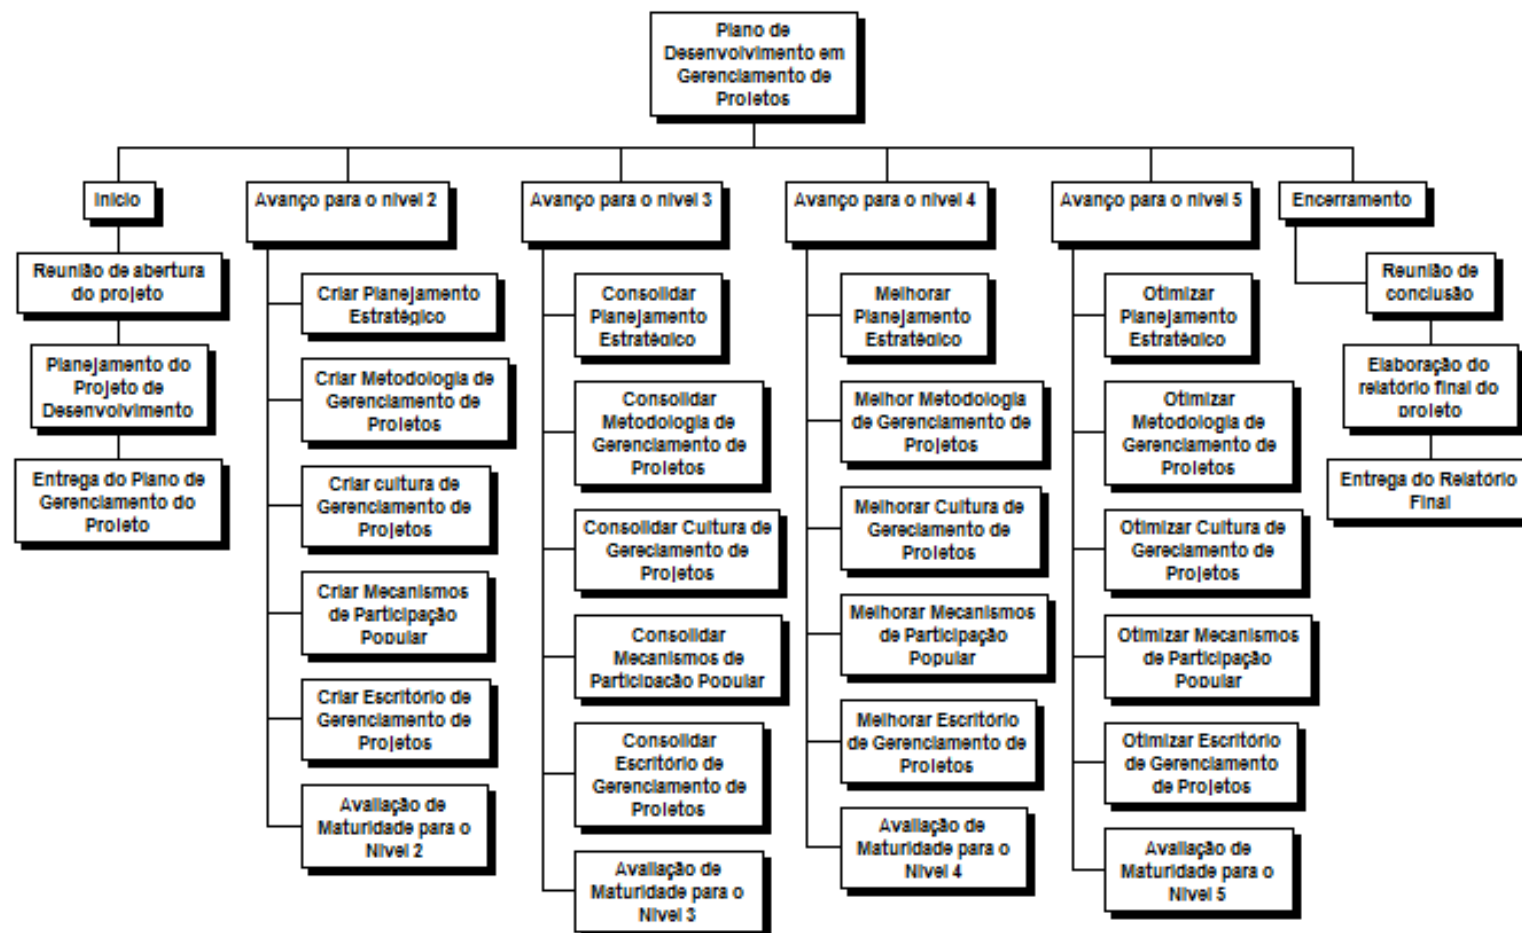 Plano de
Desenvolvimento em
Gerenciamento de
Projetos
Início
Reunião de abertura
do projeto
Planejamento do
Projeto de
Desenvolvimento
Entrega do Plano de
Gerenciamento do
Projeto
Avanço para o nível 2
Criar Planejamento
Estratégico
Criar Metodologia de
Gerenciamento de
Projetos
Criar cultura de
Gerenciamento de
Projetos
Criar Mecanismos
de Participação
Popular
Criar Escritório de
Gerenciamento de
Projetos
Avaliação de
Maturidade para o
Nível 2
Avanço para o nível 3
Consolidar
Planejamento
Estratégico
Consolidar
Metodologia de
Gerenciamento de
Projetos
Consolidar Cultura de
Gereciamento de
Projetos
Consolidar
Mecanismos de
Participação Popular
Consolidar
Escritório de
Gerenciamento de
Projetos
Avaliação de
Maturidade para o
Nível 3
Avanço para o nível 4
Melhorar
Planejamento
Estratégico
Melhor Metodologia
de Gerenciamento de
Projetos
Melhorar Cultura de
Gereciamento de
Projetos
Melhorar Mecanismos
de Participação
Popular
Melhorar Escritório
de Gerenciamento de
Projetos
Avaliação de
Maturidade para o
Nível 4
Avanço para o nível 5
Otimizar
Planejamento
Estratégico
Otimizar
Metodologia de
Gerenciamento de
Projetos
Otimizar Cultura de
Gereciamento de
Projetos
Otimizar Mecanismos
de Participação
Popular
Otimizar Escritório
de Gerenciamento
de Projetos
Avaliação de
Maturidade para o
Nível 5
Encerramento
Reunião de
conclusão
Elaboração do
relatório final do
projeto
Entrega do Relatório
Final